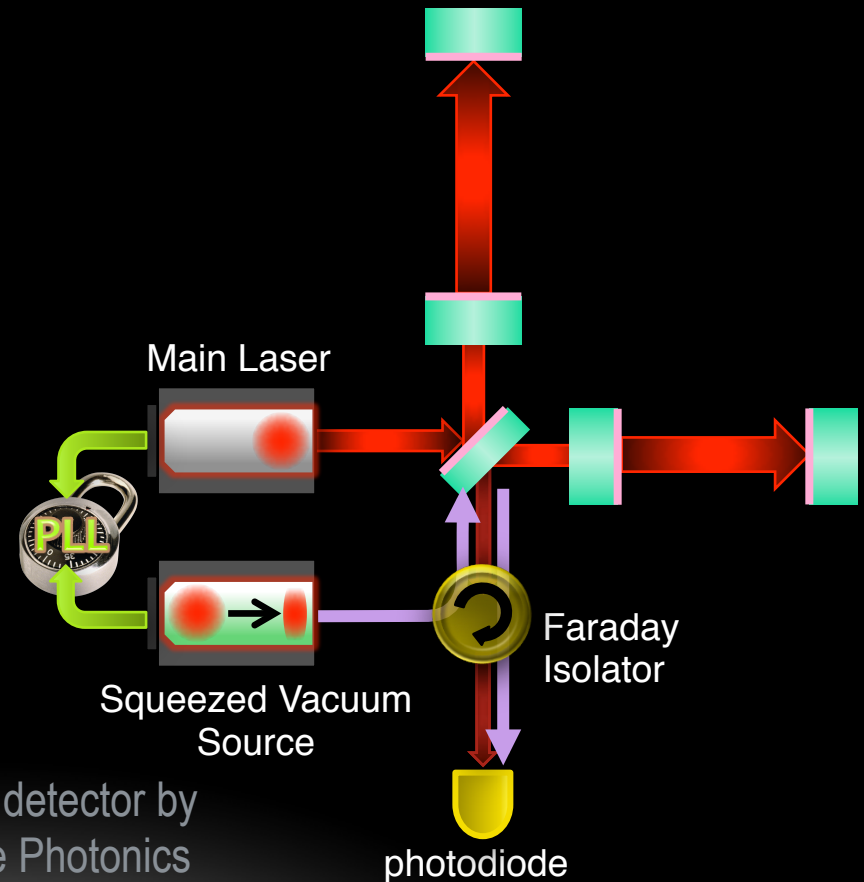 Main Laser
PLL
Squeezed Vacuum
Source
Faraday
Isolator
detector by
Photonics
photodiode